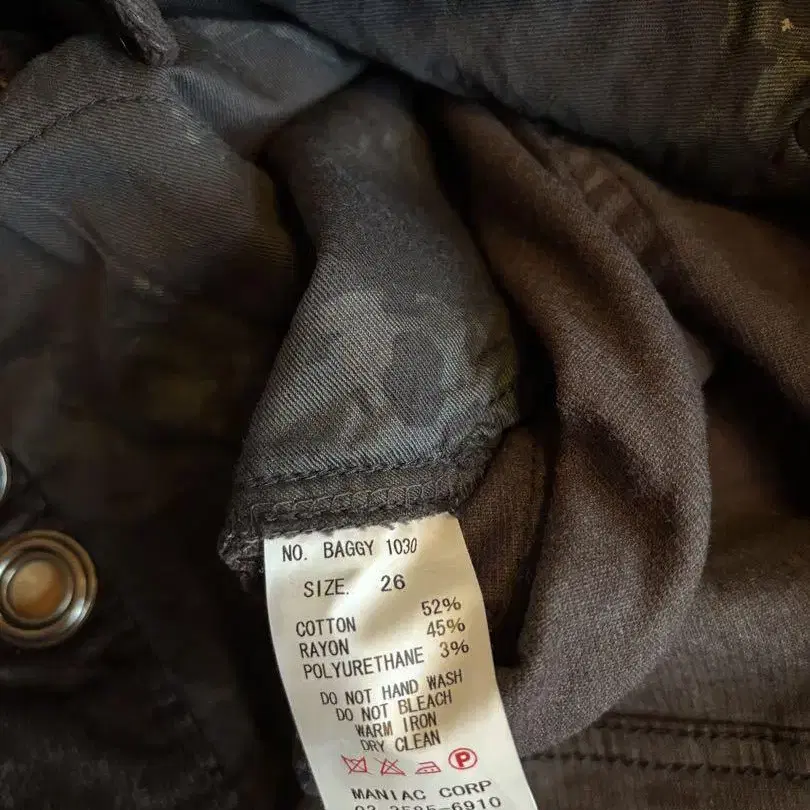 NO. BAGGY 1030
SIZE. 26
COTTON 52%
RAYON 45%
POLYURETHANE 3%
DO NOT HAND WASH
DO NOT BLEACH
WARM IRON
DRY CLEAN
P
MANIAC CORP